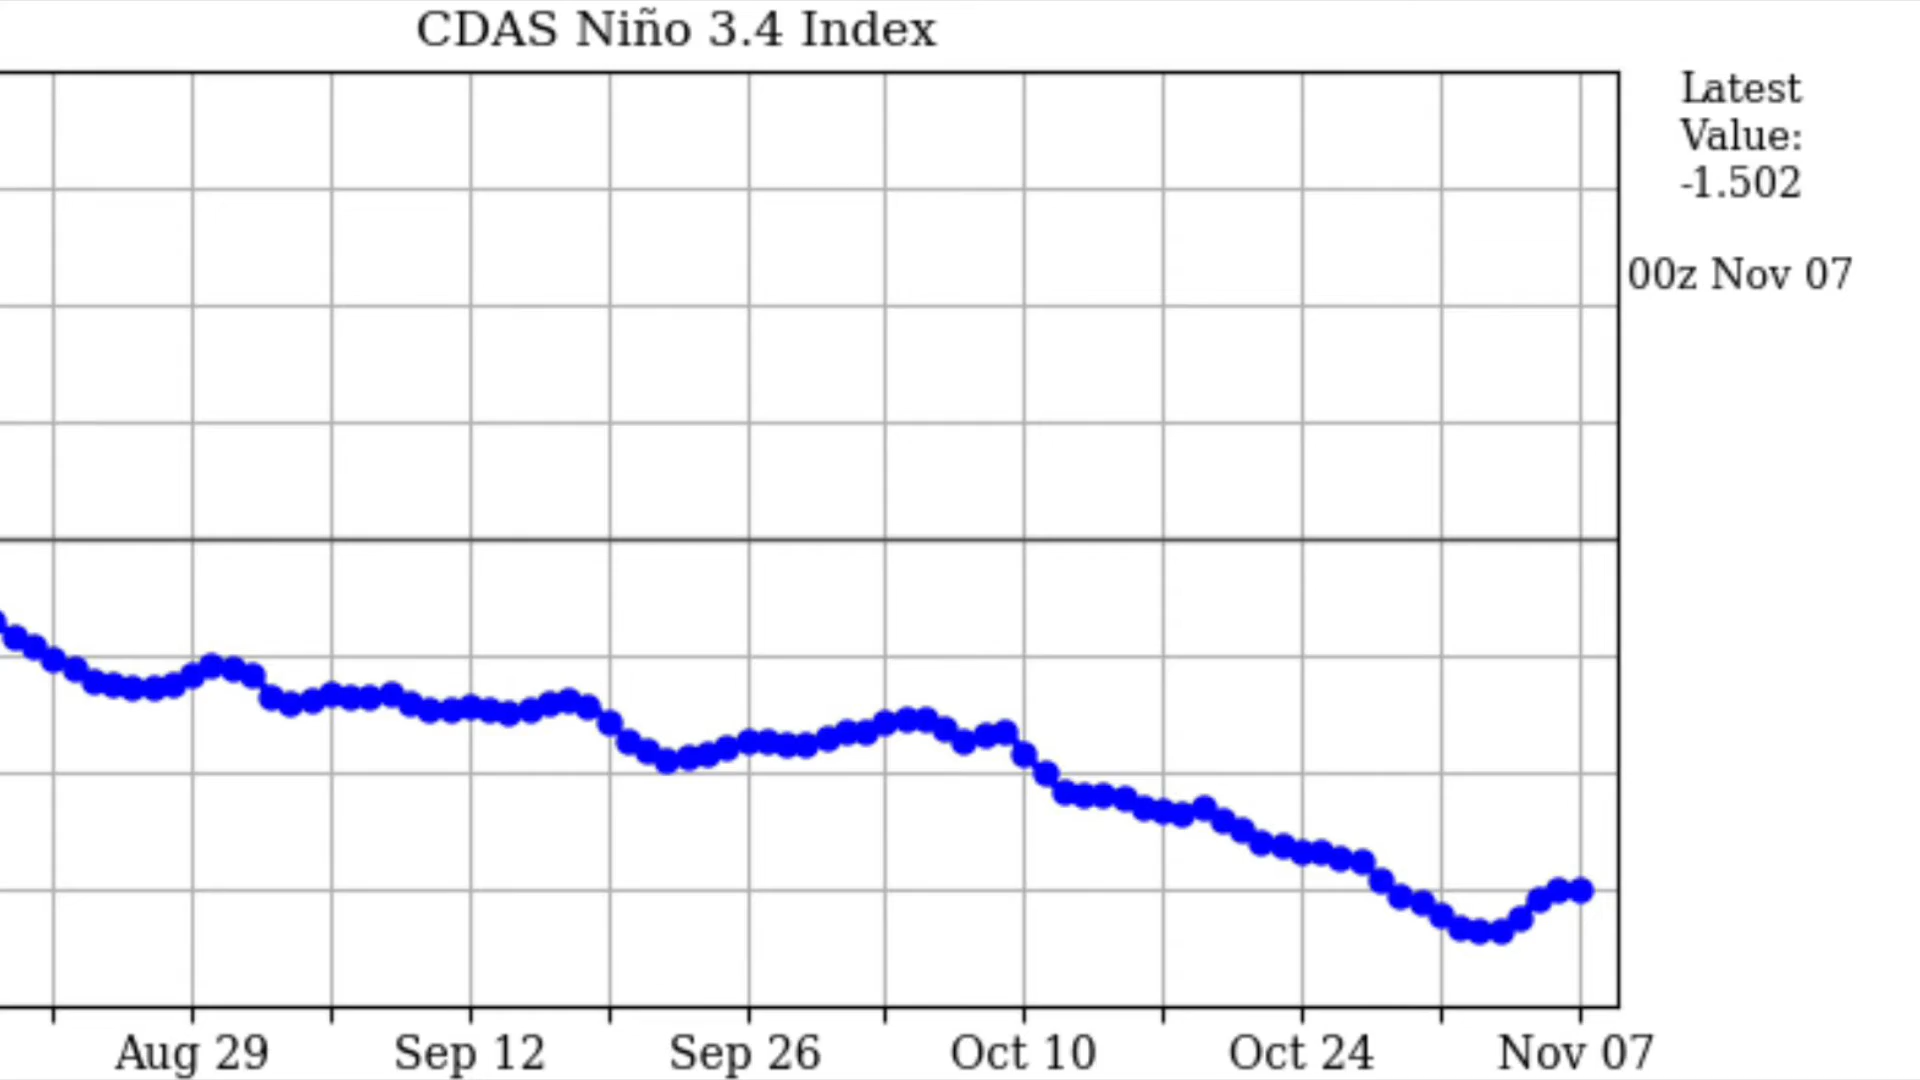 CDAS Niño 3.4 Index
Latest
Value:
-1.502
00z Nov 07
Aug 29
Sep 12
Sep 26
Oct 10
Oct 24
Nov 07